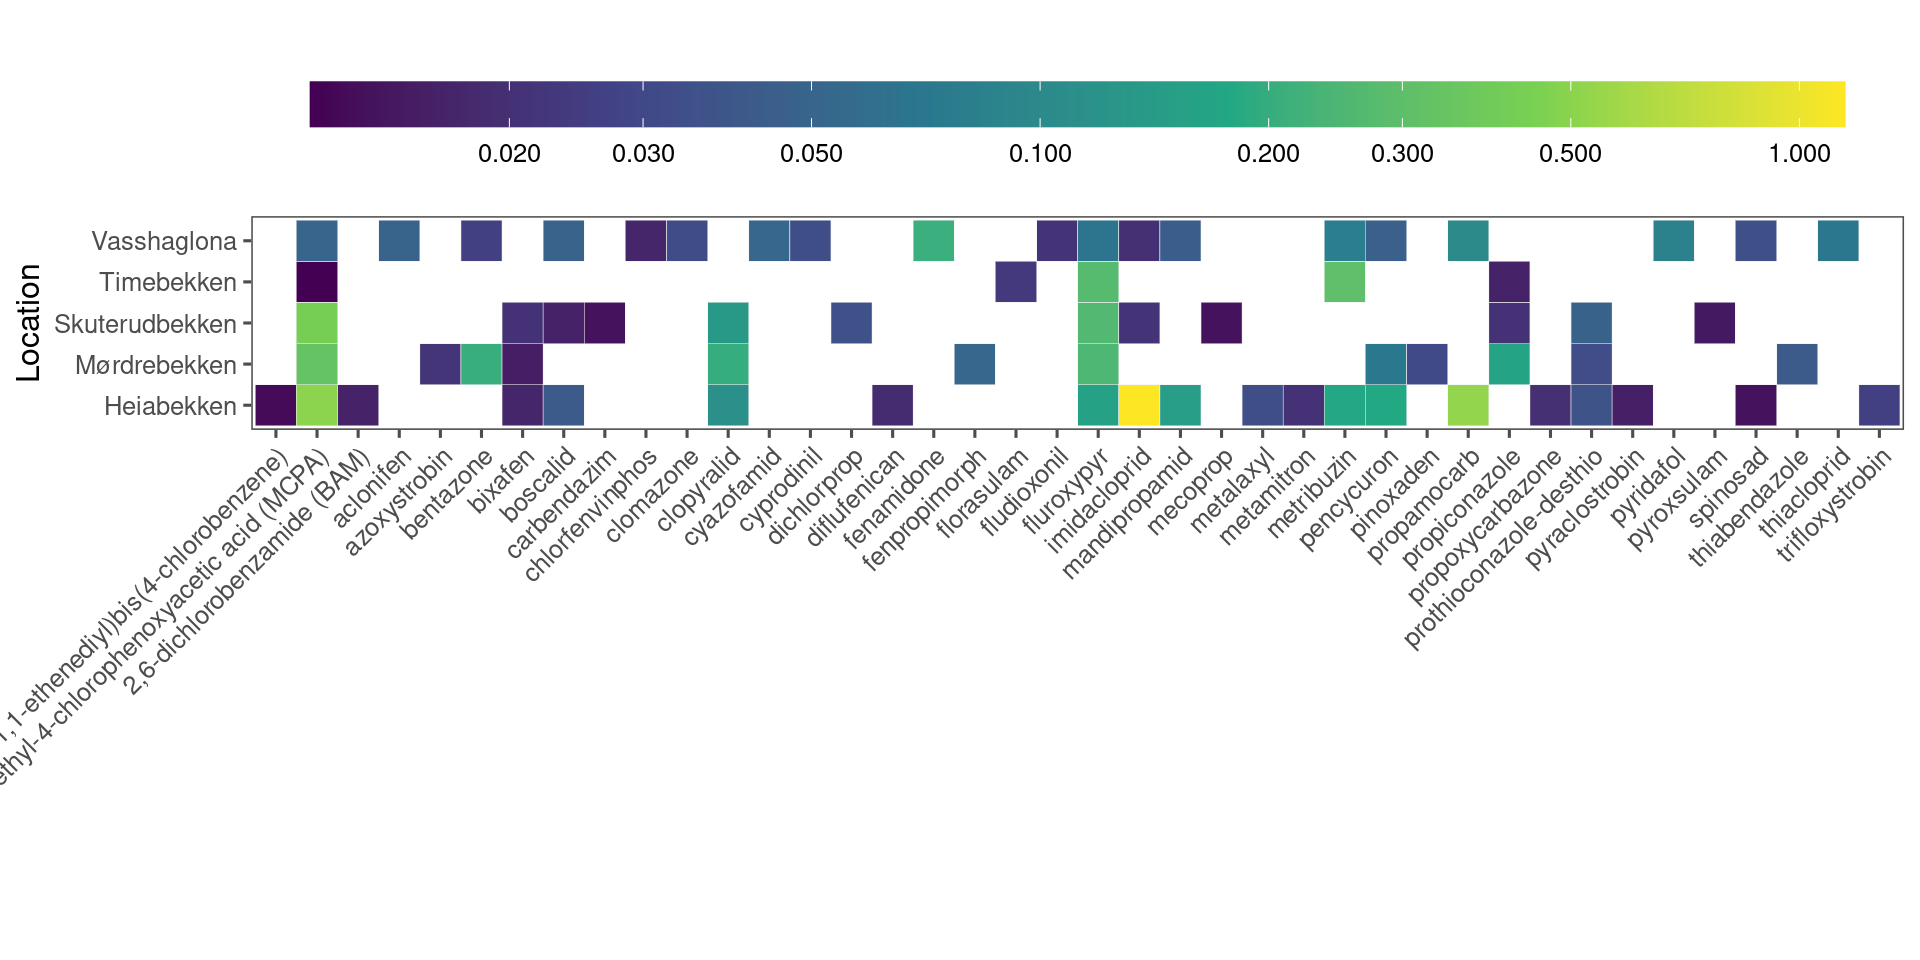 0.020 0.030 0.050 0.100 0.200 0.300 0.500 1.000
Location
Vasshaglona
Timebekken
Skuterudbekken
Mørdrebekken
Heiabekken
1,1-ethenediyl)bis(4-chlorobenzene)
ethyl-4-chlorophenoxyacetic acid (MCPA)
2,6-dichlorobenzamide (BAM)
aclonifen
azoxystrobin
bentazone
bixafen
boscalid
carbendazim
chlorfenvinphos
clomazone
clopyralid
cyazofamid
cyprodinil
dichlorprop
diflufenican
fenamidone
fenpropimorph
florasulam
fludioxonil
fluroxypyr
imidacloprid
mandipropamid
mecoprop
metalaxyl
metamitron
metribuzin
pencycuron
pinoxaden
propamocarb
propiconazole
propoxycarbazone
prothioconazole-desthio
pyraclostrobin
pyridafol
pyroxsulam
spinosad
thiabendazole
thiacloprid
trifloxystrobin